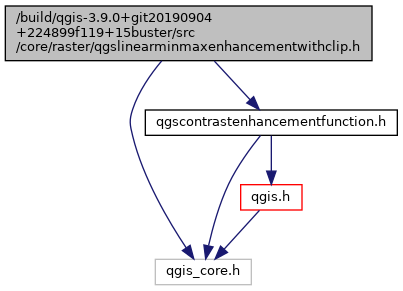 /build/qgis-3.9.0+git20190904
+224899f119+15buster/src
/core/raster/qgslinearminmaxenhancementwithclip.h
qgscontrastenhancementfunction.h
qgis.h
qgis_core.h